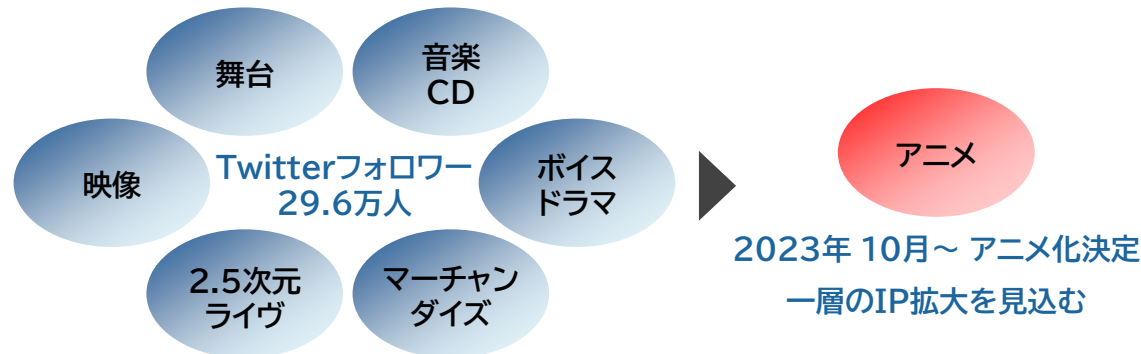 舞台
音楽
CD
映像
Twitterフォロワー
29.6万人
ボイス
ドラマ
2.5次元
ライヴ
マーチャン
ダイズ
アニメ
2023年 10月～ アニメ化決定
一層のIP拡大を見込む